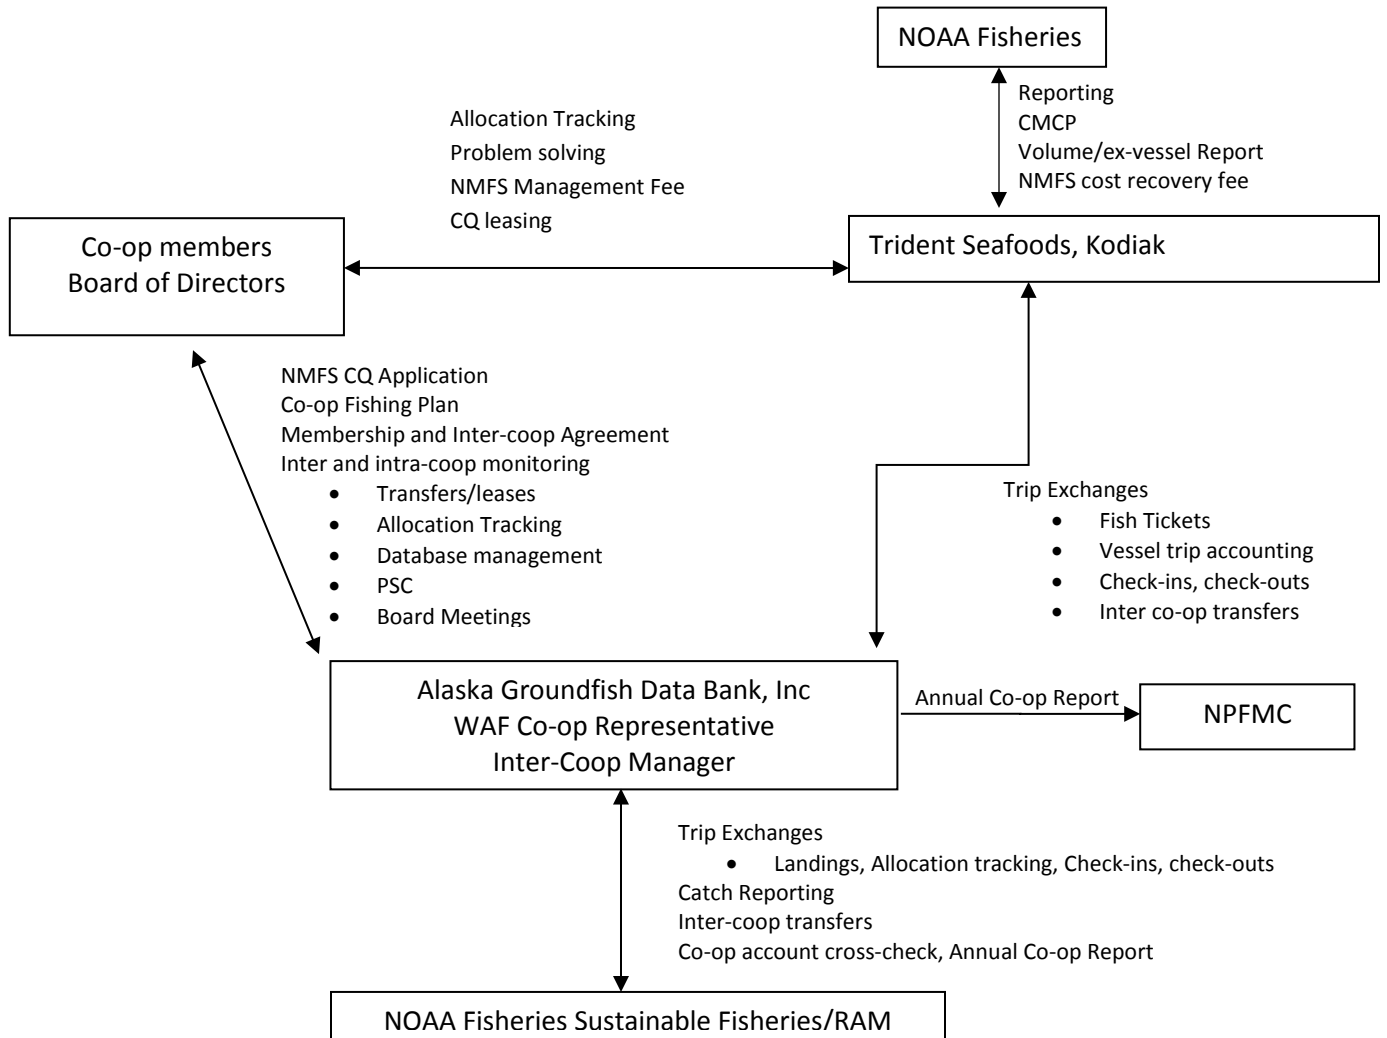 NOAA Fisheries
Reporting
CMCP
Volume/ex-vessel Report
NMFS cost recovery fee
Allocation Tracking
Problem solving
NMFS Management Fee
CQ leasing
Co-op members
Board of Directors
Trident Seafoods, Kodiak
NMFS CQ Application
Co-op Fishing Plan
Membership and Inter-coop Agreement
Inter and intra-coop monitoring
• Transfers/leases
• Allocation Tracking
• Database management
• PSC
• Board Meetings
Trip Exchanges
• Fish Tickets
• Vessel trip accounting
• Check-ins, check-outs
• Inter co-op transfers
Alaska Groundfish Data Bank, Inc
WAF Co-op Representative
Inter-Coop Manager
Annual Co-op Report
NPFMC
Trip Exchanges
• Landings, Allocation tracking, Check-ins, check-outs
Catch Reporting
Inter-coop transfers
Co-op account cross-check, Annual Co-op Report
NOAA Fisheries Sustainable Fisheries/RAM